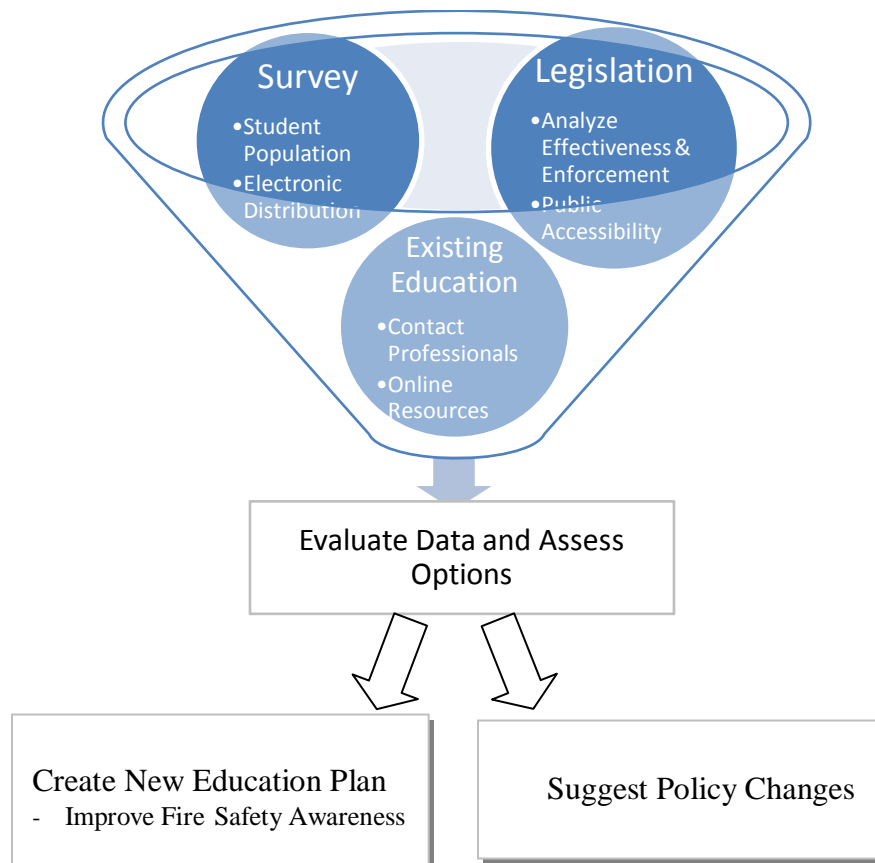 Survey
•Student
Population
•Electronic
Distribution
Legislation
•Analyze
Effectiveness &
Enforcement
•Public
Accessibility
Existing
Education
•Contact
Professionals
•Online
Resources
Evaluate Data and Assess
Options
Create New Education Plan
- Improve Fire Safety Awareness
Suggest Policy Changes